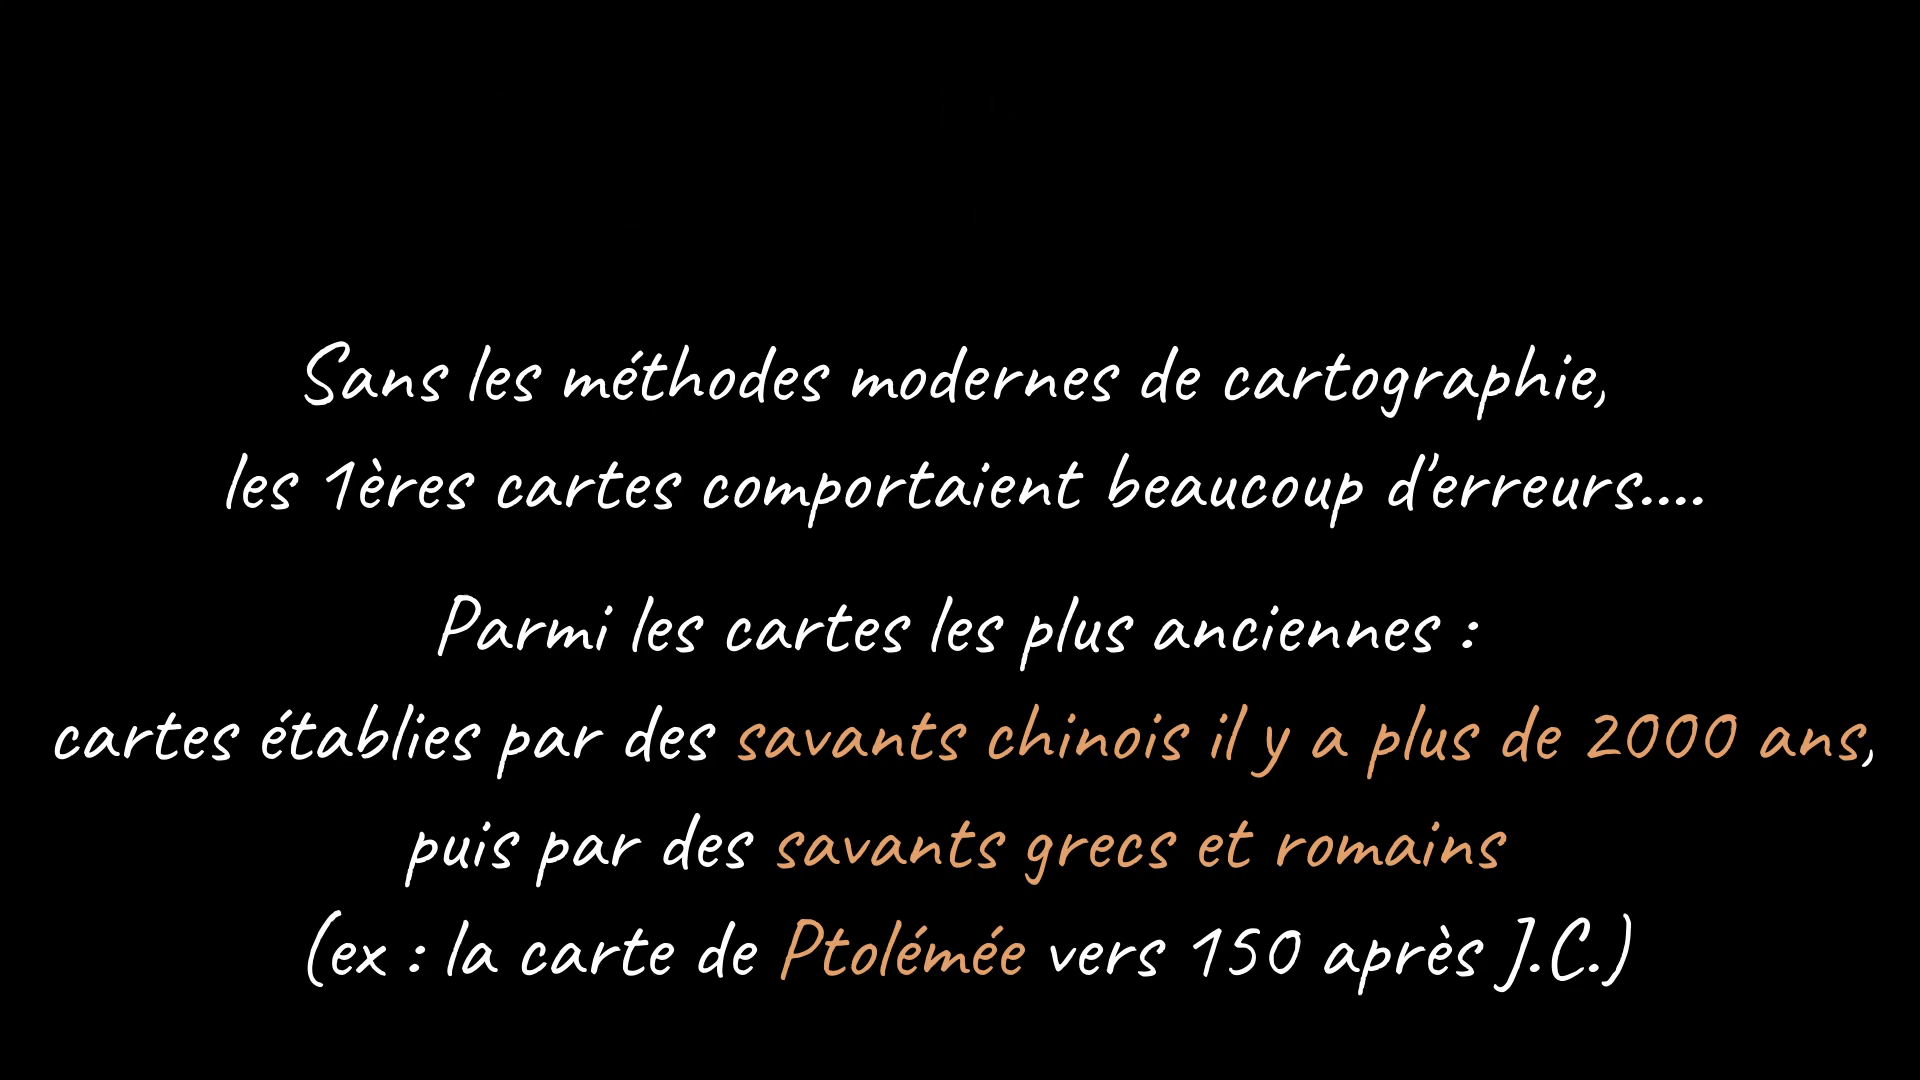 Sans les méthodes modernes de cartographie,
les 1ères cartes comportaient beaucoup d'erreurs....
Parmi les cartes les plus anciennes :
cartes établies par des savants chinois il y a plus de 2000 ans,
puis par des savants grecs et romains
(ex : la carte de Ptolémée vers 150 après J.C.)